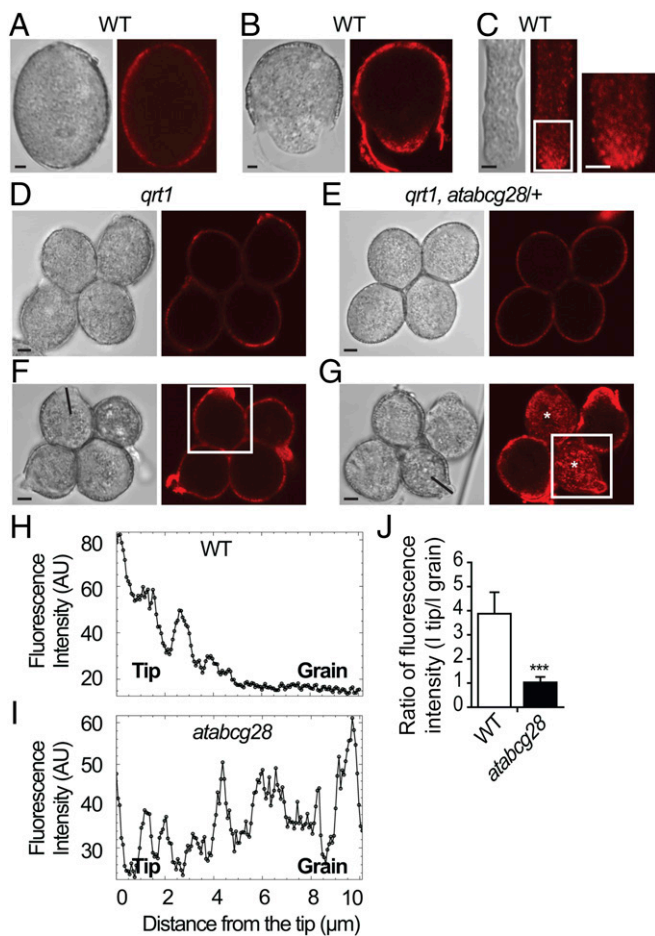 A WT
B WT
C WT
D qrt1
E qrt1, atabcg28/+
F
G
*
*
H
WT
Fluorescence
Intensity (AU)
80
60
40
20
Tip
Grain
I
atabcg28
Fluorescence
Intensity (AU)
60
50
40
30
Tip
Grain
0 2 4 6 8 10
Distance from the tip (µm)
J
Ratio of fluorescence
intensity (I tip/I grain)
6
5
4
3
2
1
0
***
WT
atabcg28